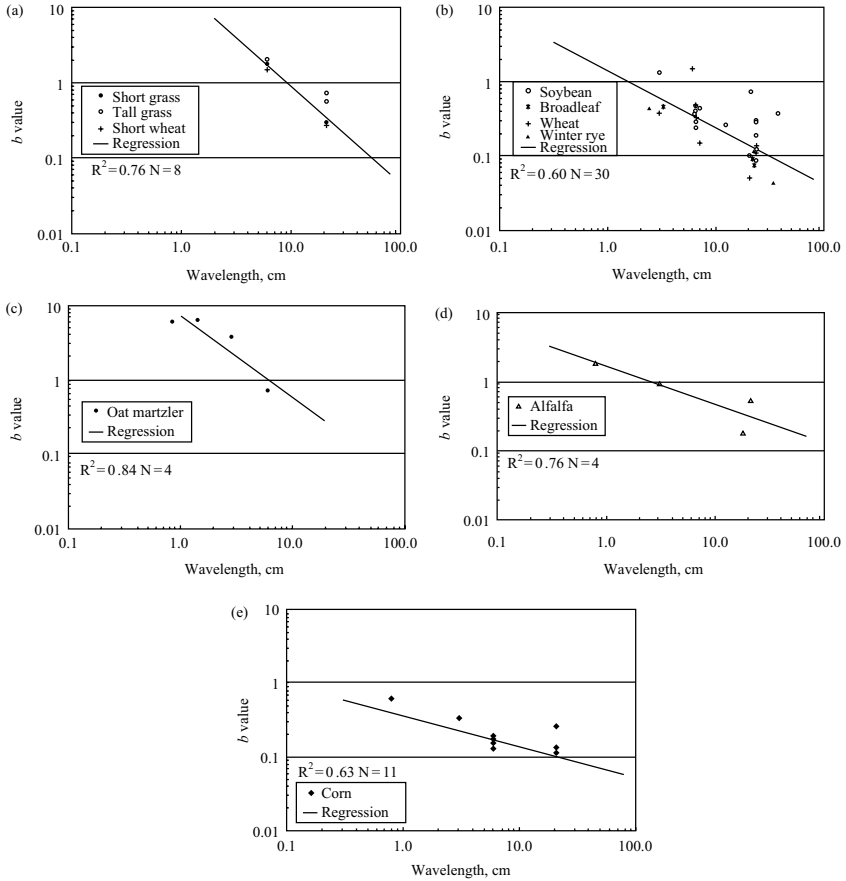 (a)
10
1
0.1
0.01
b value
Short grass
Tall grass
Short wheat
Regression
R²=0.76 N=8
0.1 1.0 10.0 100.0
Wavelength, cm
(b)
10
1
0.1
0.01
b value
Soybean
Broadleaf
Wheat
Winter rye
Regression
R²=0.60 N=30
0.1 1.0 10.0 100.0
Wavelength, cm
(c)
10
1
0.1
0.01
b value
Oat martzler
Regression
R²=0.84 N=4
0.1 1.0 10.0 100.0
Wavelength, cm
(d)
10
1
0.1
0.01
b value
Alfalfa
Regression
R²=0.76 N=4
0.1 1.0 10.0 100.0
Wavelength, cm
(e)
10
1
0.1
0.01
b value
R²=0.63 N=11
Corn
Regression
0.1 1.0 10.0 100.0
Wavelength, cm